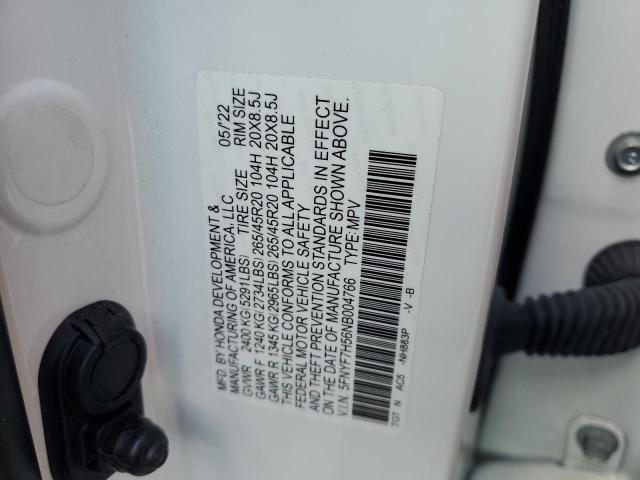 MFD. BY HONDA DEVELOPMENT &
MANUFACTURING OF AMERICA, LLC 05/'22
GVWR 2400 KG(5291LBS) TIRE SIZE RIM SIZE
GAWR F 1240 KG(2734LBS) 265/45R20 104H 20X8.5J
GAWR R 1345 KG(2965LBS) 265/45R20 104H 20X8.5J
THIS VEHICLE CONFORMS TO ALL APPLICABLE
FEDERAL MOTOR VEHICLE SAFETY
AND THEFT PREVENTION STANDARDS IN EFFECT
ON THE DATE OF MANUFACTURE SHOWN ABOVE.
V.I.N. 5FNYF7H56NB004766 TYPE:MPV
TGT N AC5 -NH883P -V -B